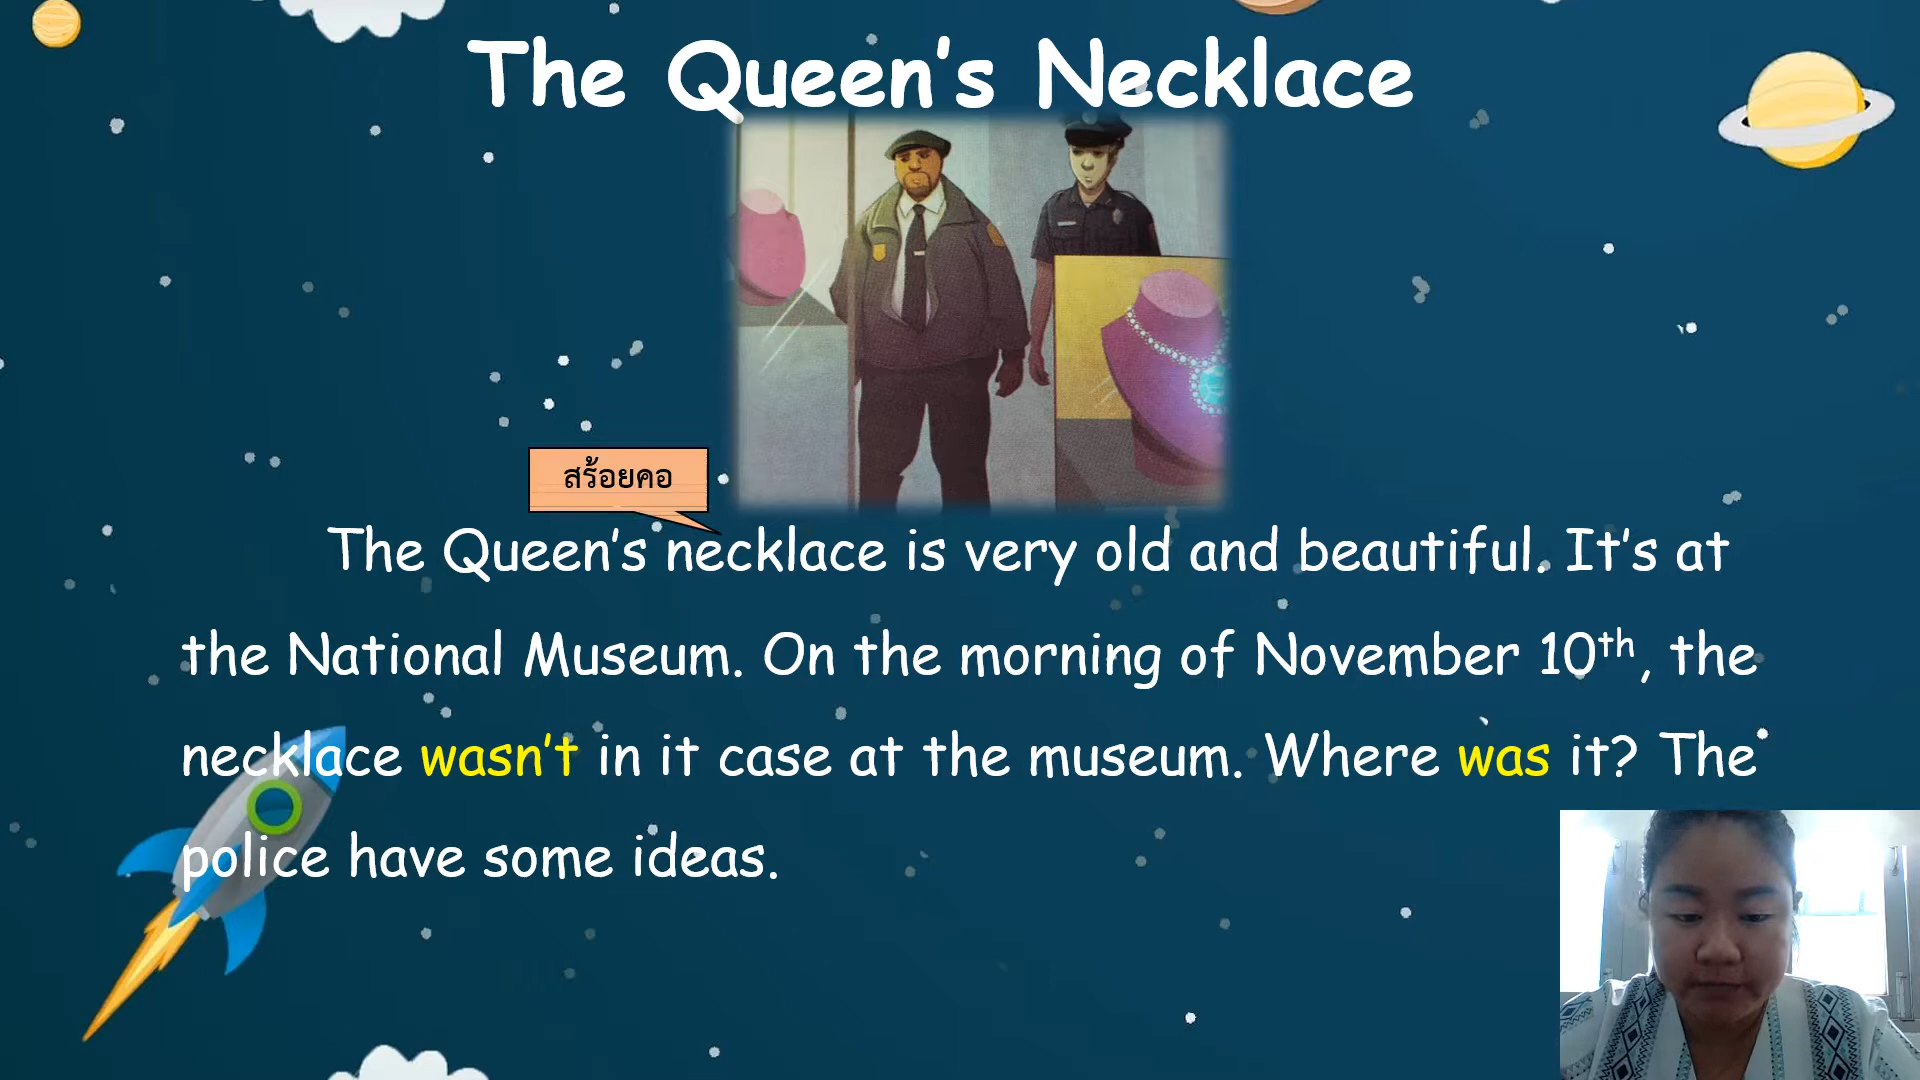 The Queen's Necklace
สร้อยคอ
The Queen's necklace is very old and beautiful. It's at
the National Museum. On the morning of November 10th, the
necklace wasn't in it case at the museum. Where was it? The
police have some ideas.